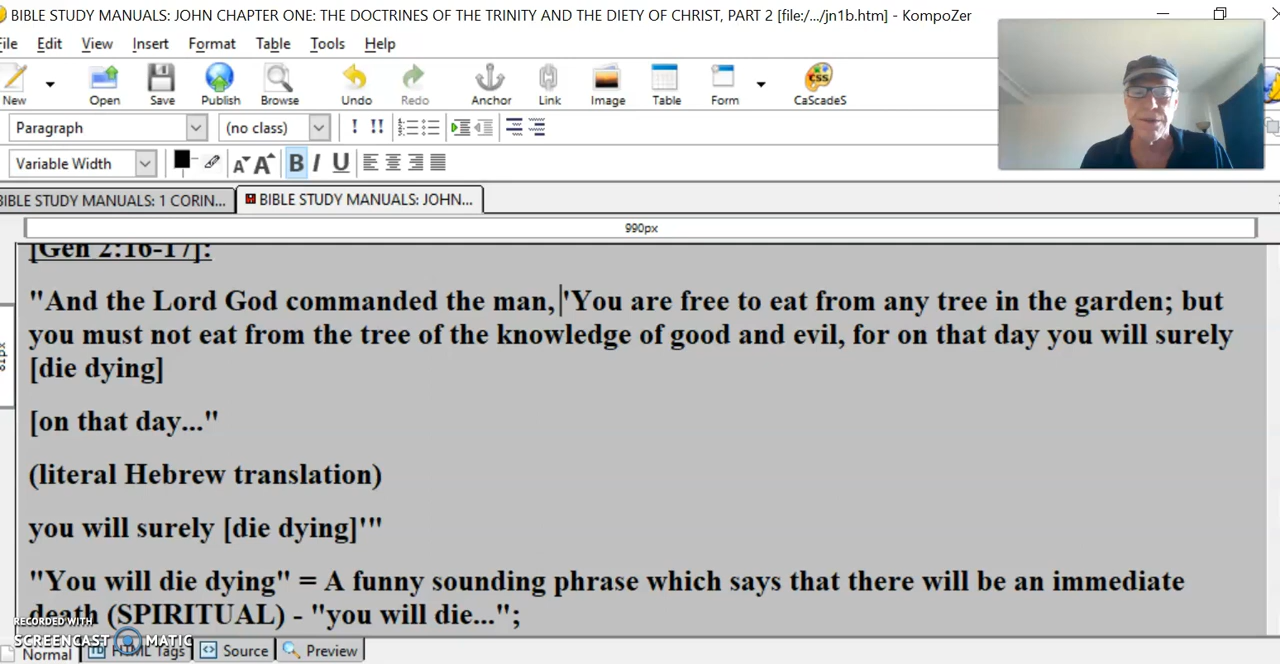 BIBLE STUDY MANUALS: JOHN CHAPTER ONE: THE DOCTRINES OF THE TRINITY AND THE DIETY OF CHRIST, PART 2 [file:/.../jn1b.htm] - KompoZer
File Edit View Insert Format Table Tools Help
New Open Save Publish Browse Undo Redo Anchor Link Image Table Form CaScadeS
Paragraph (no class) ! !!
Variable Width A A B I U
BIBLE STUDY MANUALS: 1 CORIN... BIBLE STUDY MANUALS: JOHN...
990px
[Gen 2:16-17]:
"And the Lord God commanded the man, 'You are free to eat from any tree in the garden; but
you must not eat from the tree of the knowledge of good and evil, for on that day you will surely
[die dying]
[on that day..."
(literal Hebrew translation)
you will surely [die dying]'"
"You will die dying" = A funny sounding phrase which says that there will be an immediate
death (SPIRITUAL) - "you will die...";
RECORDED WITH
SCREENCAST MATIC
Normal HTML Tags Source Preview